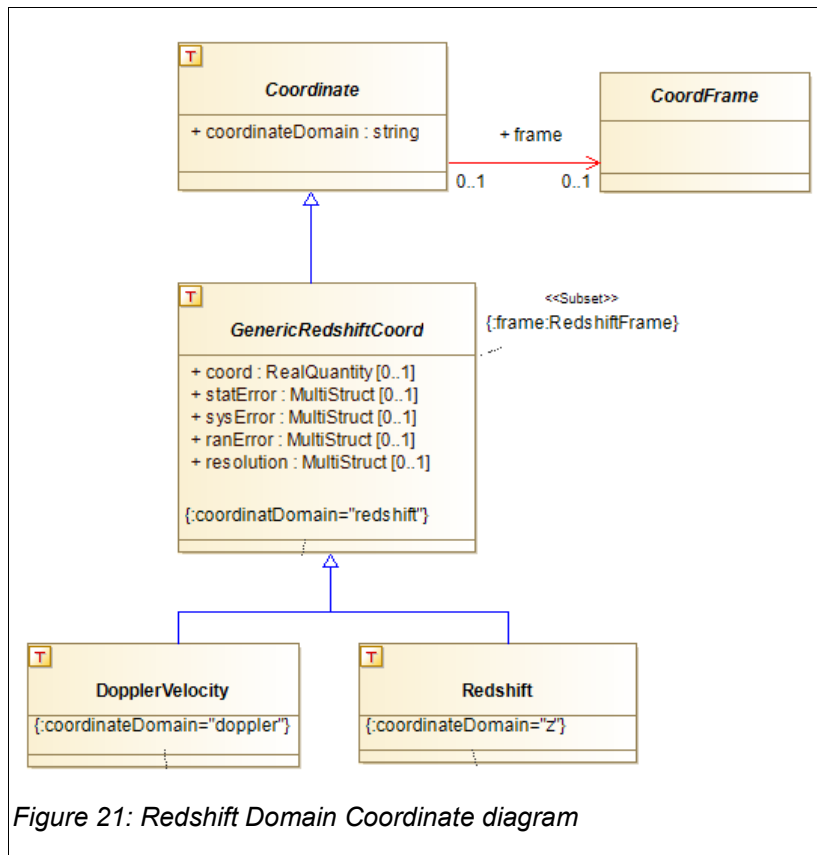 T
Coordinate
+ coordinateDomain : string
CoordFrame
+ frame
0..1
0..1
T
GenericRedshiftCoord
+ coord : RealQuantity [0..1]
+ statError : MultiStruct [0..1]
+ sysError : MultiStruct [0..1]
+ ranError : MultiStruct [0..1]
+ resolution : MultiStruct [0..1]
{:coordinatDomain="redshift"}
<<Subset>>
{:frame:RedshiftFrame}
T
DopplerVelocity
{:coordinateDomain="doppler"}
T
Redshift
{:coordinateDomain="z"}
Figure 21: Redshift Domain Coordinate diagram